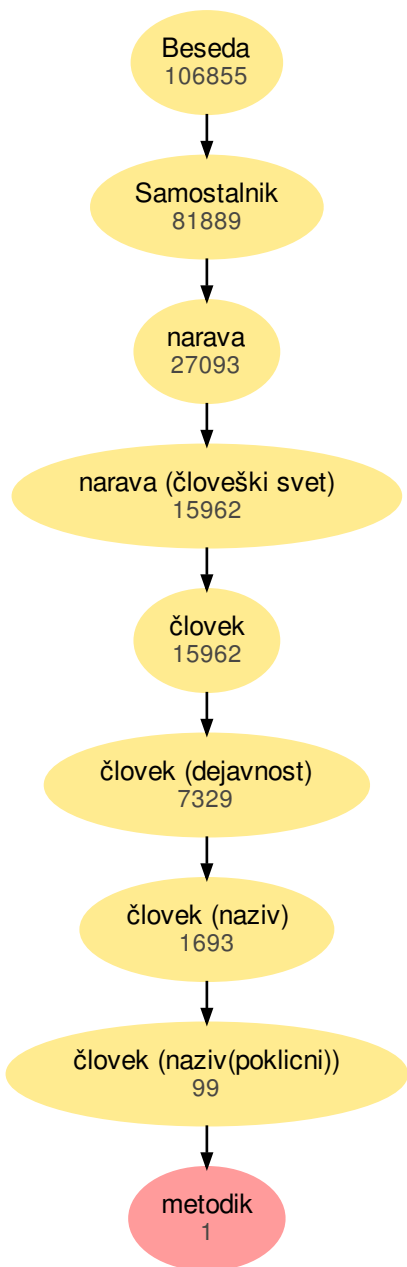 Beseda
106855
Samostalnik
81889
narava
27093
narava (človeški svet)
15962
človek
15962
človek (dejavnost)
7329
človek (naziv)
1693
človek (naziv(poklicni))
99
metodik
1